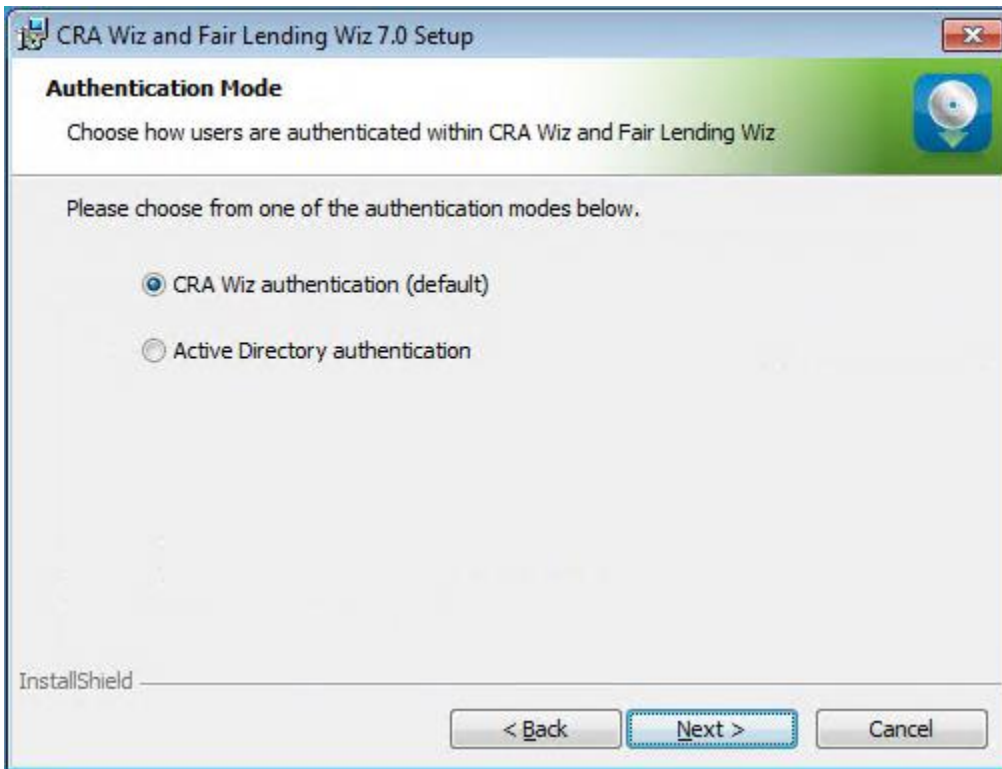 CRA Wiz and Fair Lending Wiz 7.0 Setup
Authentication Mode
Choose how users are authenticated within CRA Wiz and Fair Lending Wiz
Please choose from one of the authentication modes below.
CRA Wiz authentication (default)
Active Directory authentication
InstallShield
< Back Next > Cancel